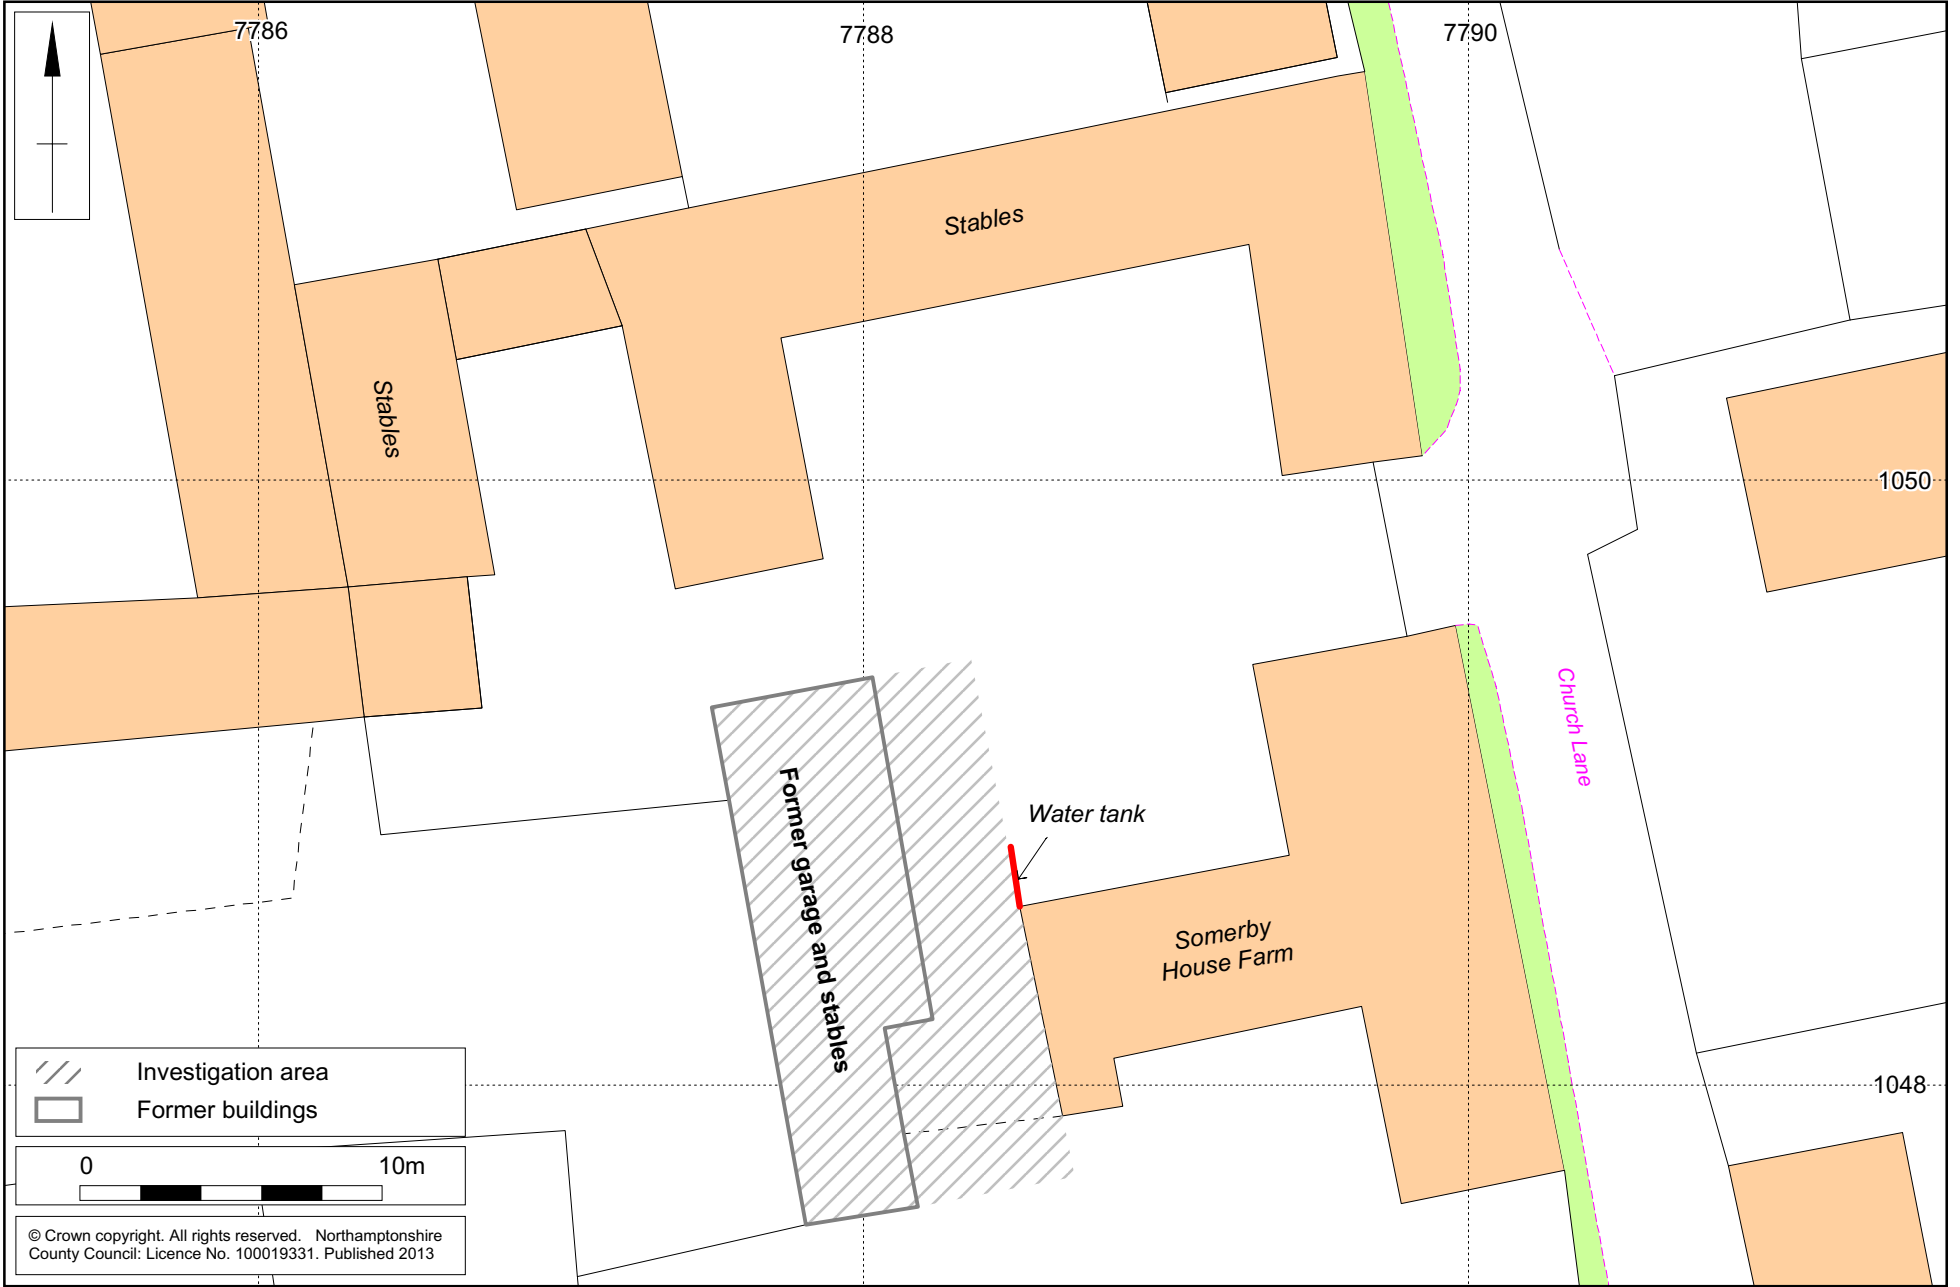 7786
7788
7790
Stables
Stables
1050
Church Lane
Water tank
Former garage and stables
Somerby
House Farm
1048
Investigation area
Former buildings
0 10m
© Crown copyright. All rights reserved. Northamptonshire
County Council: Licence No. 100019331. Published 2013